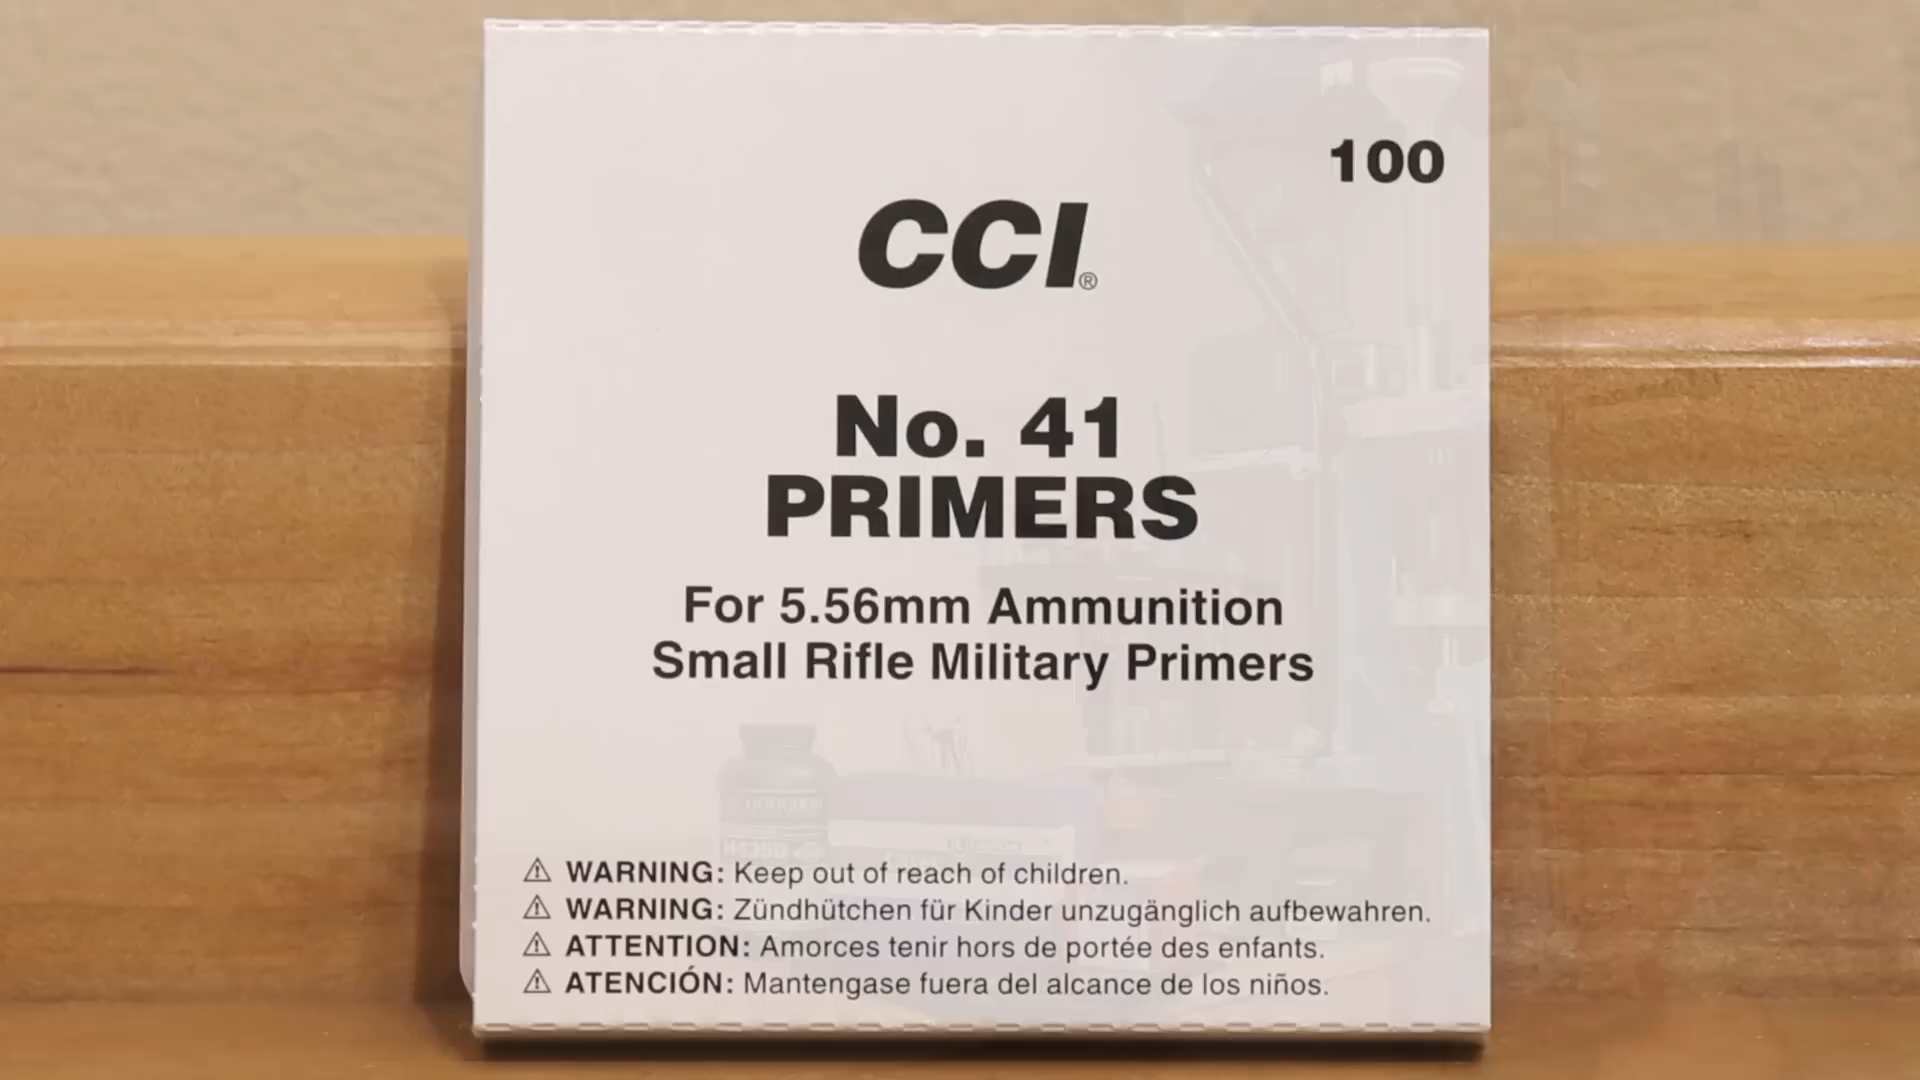 100
CCI®
No. 41
PRIMERS
For 5.56mm Ammunition
Small Rifle Military Primers
⚠ WARNING: Keep out of reach of children.
⚠ WARNING: Zündhütchen für Kinder unzugänglich aufbewahren.
⚠ ATTENTION: Amorces tenir hors de portée des enfants.
⚠ ATENCIÓN: Mantengase fuera del alcance de los niños.
H4350